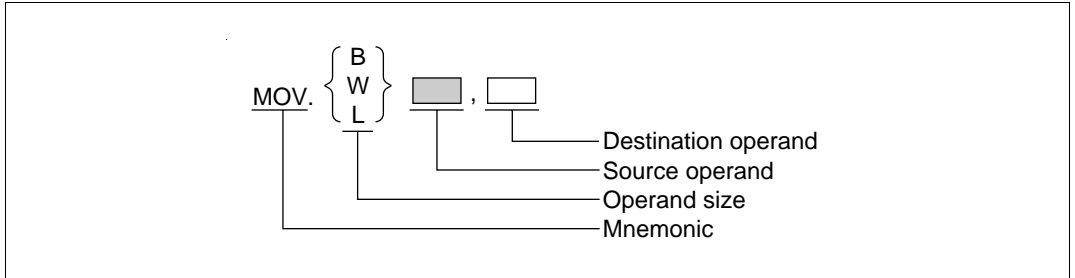 B
W
MOV. ,
L
Destination operand
Source operand
Operand size
Mnemonic